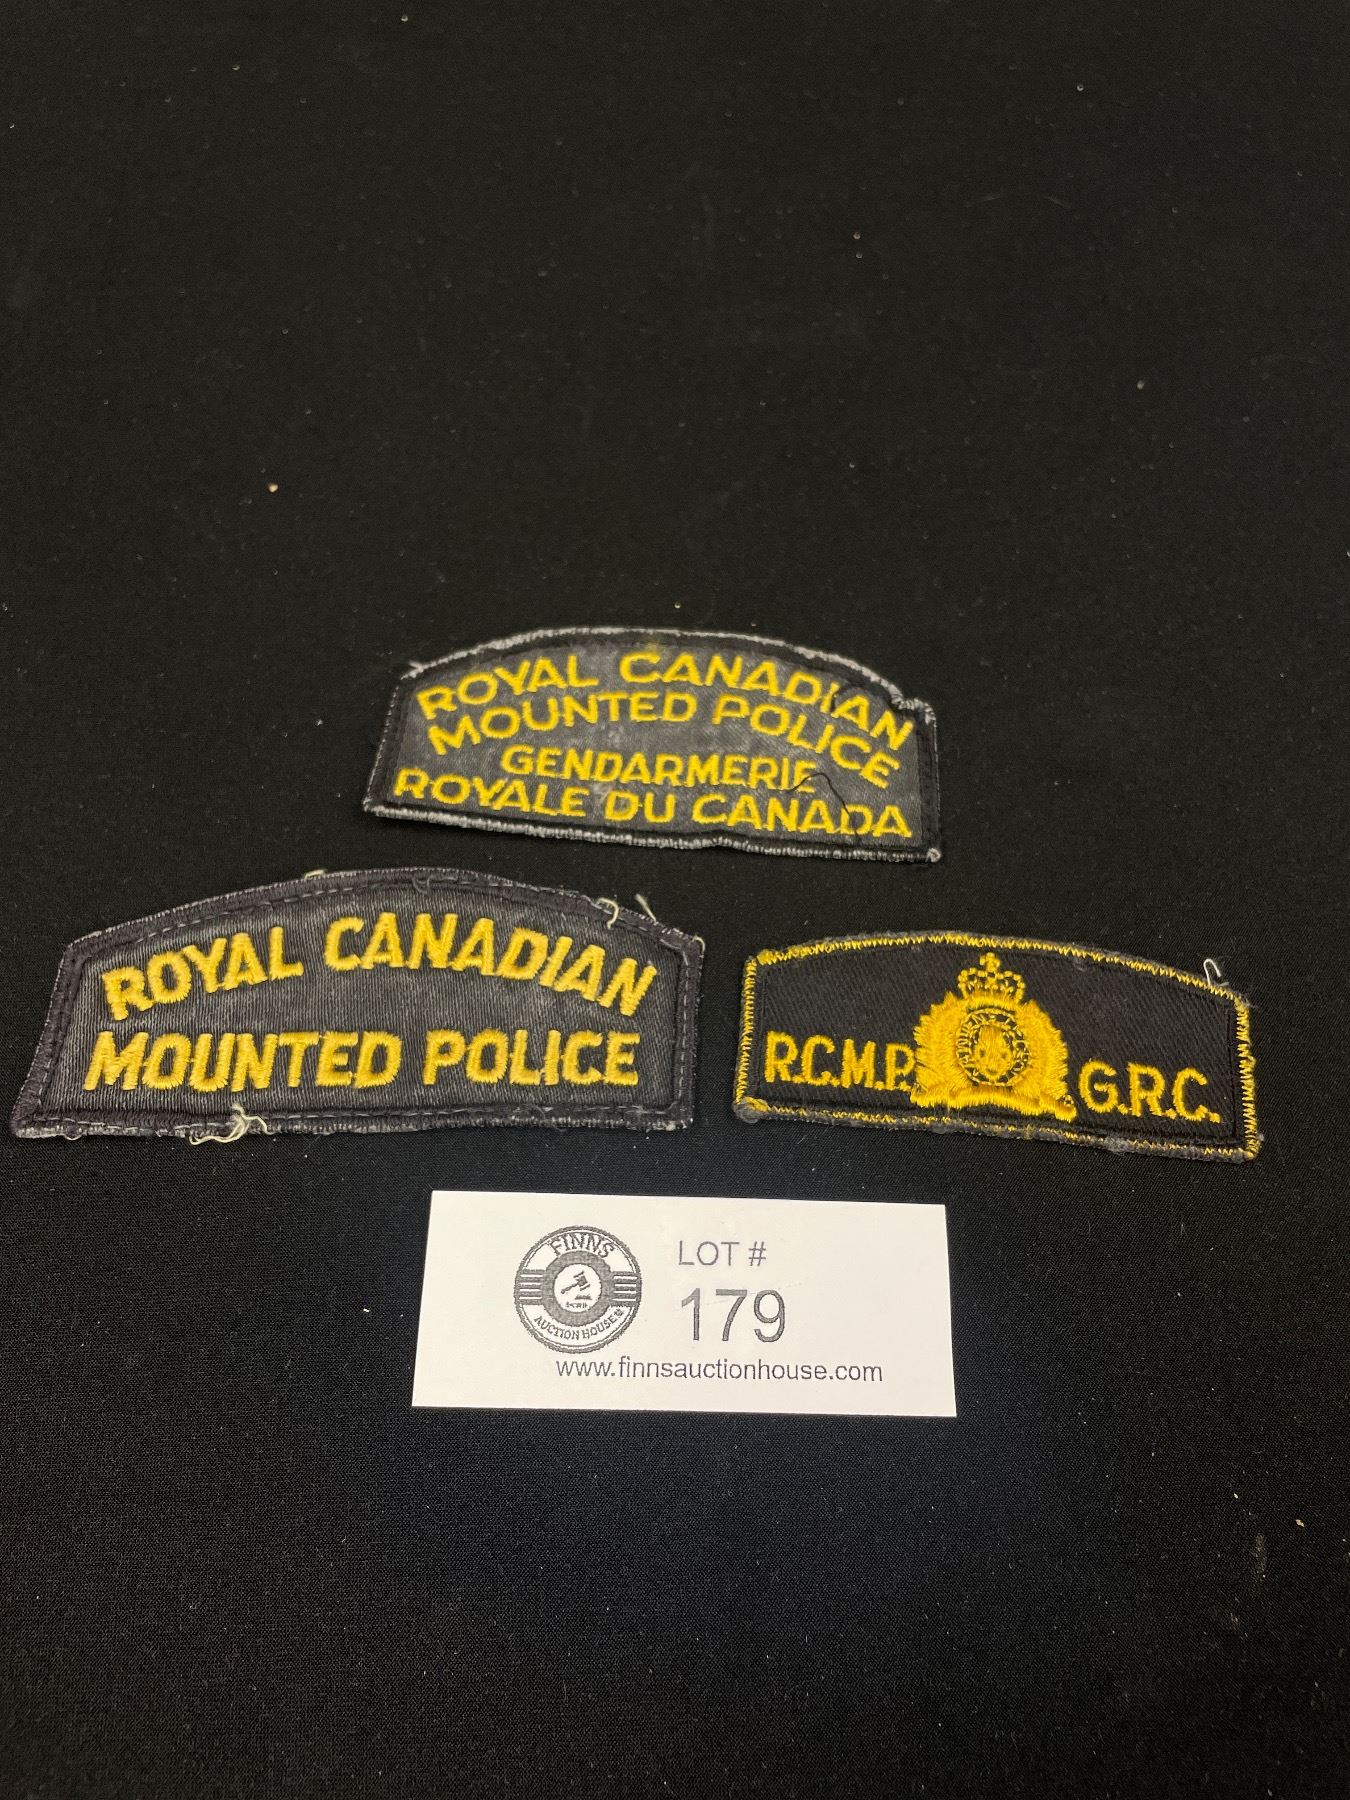 ROYAL CANADIAN
MOUNTED POLICE
GENDARMERIE
ROYALE DU CANADA
ROYAL CANADIAN
MOUNTED POLICE
R.C.M.P. G.R.C.
FINNS
AUCTION HOUSE
LOT #
179
www.finnsauctionhouse.com